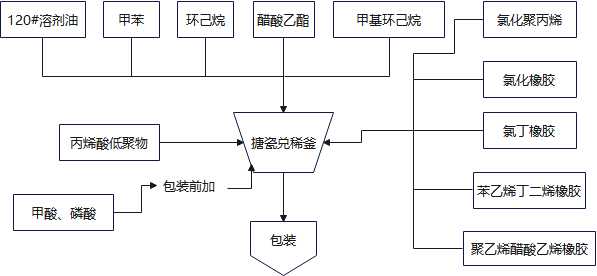 120#溶剂油
甲苯
环己烷
醋酸乙酯
甲基环己烷
氯化聚丙烯
氯化橡胶
丙烯酸低聚物
搪瓷兑稀釜
氯丁橡胶
包装前加
苯乙烯丁二烯橡胶
甲酸、磷酸
包装
聚乙烯醋酸乙烯橡胶